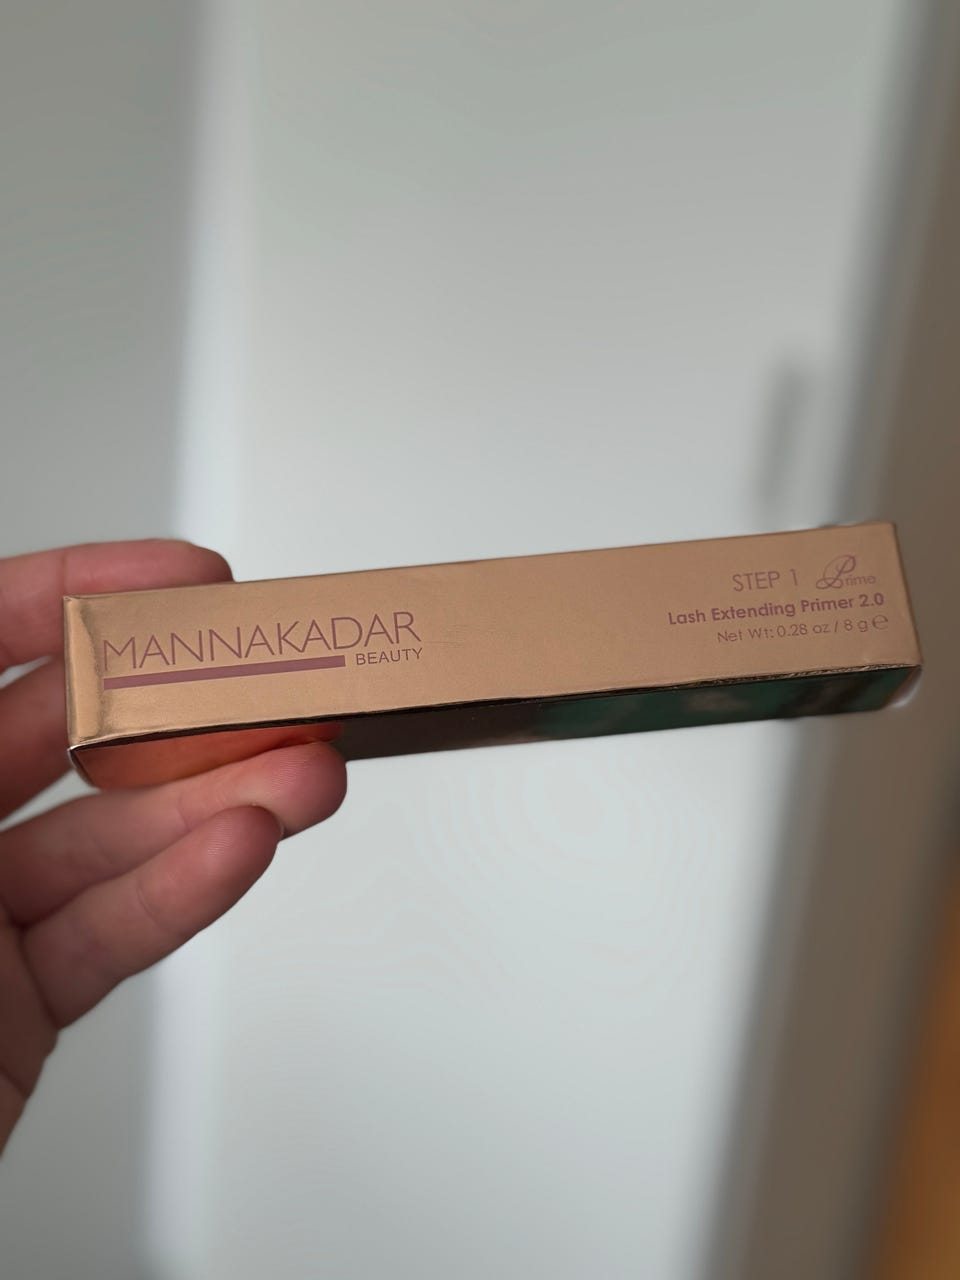 MANNAKADAR
BEAUTY
STEP 1 Prime
Lash Extending Primer 2.0
Net Wt: 0.28 oz / 8 g ℮